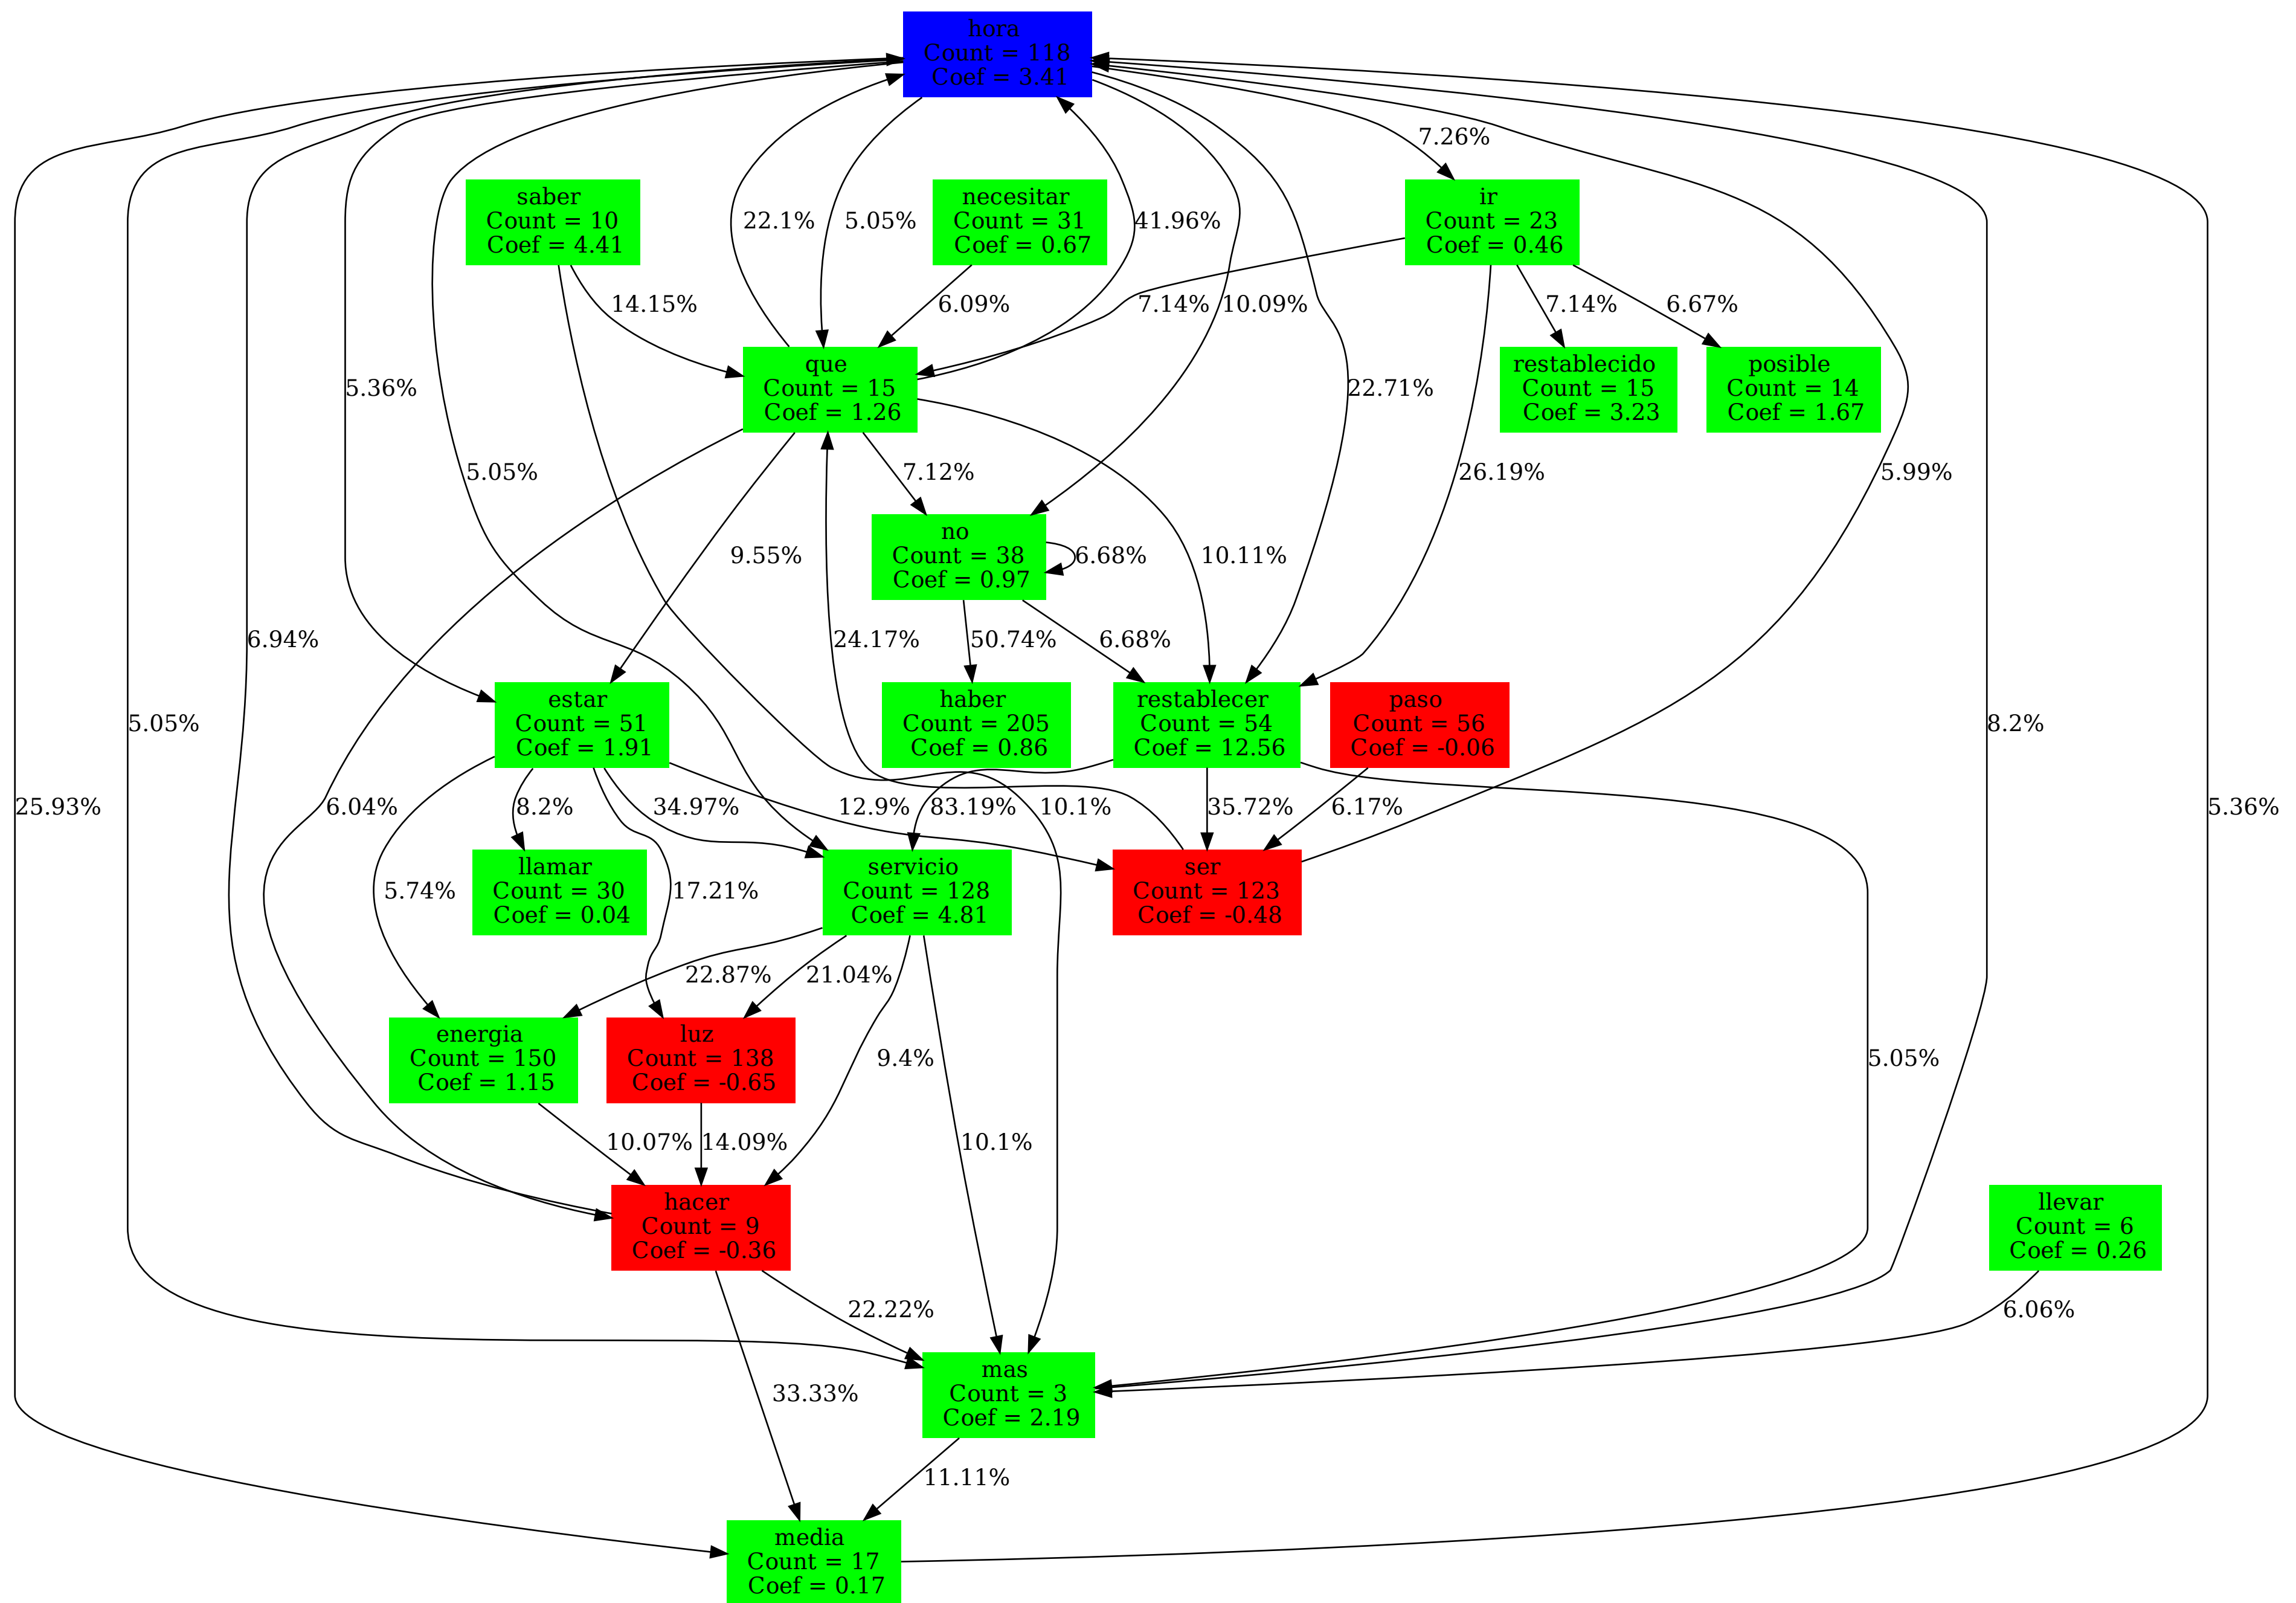 hora
Count = 118
Coef = 3.41
7.26%
saber
Count = 10
Coef = 4.41
necesitar
Count = 31
Coef = 0.67
ir
Count = 23
Coef = 0.46
22.1%
5.05%
41.96%
14.15%
6.09%
7.14%
10.09%
7.14%
6.67%
que
Count = 15
Coef = 1.26
restablecido
Count = 15
Coef = 3.23
posible
Count = 14
Coef = 1.67
5.36%
22.71%
5.05%
7.12%
26.19%
5.99%
no
Count = 38
Coef = 0.97
9.55%
6.68%
10.11%
6.94%
24.17%
50.74%
6.68%
estar
Count = 51
Coef = 1.91
haber
Count = 205
Coef = 0.86
restablecer
Count = 54
Coef = 12.56
paso
Count = 56
Coef = -0.06
5.05%
8.2%
25.93%
6.04%
8.2%
34.97%
12.9%
83.19%
10.1%
35.72%
6.17%
5.36%
llamar
Count = 30
Coef = 0.04
servicio
Count = 128
Coef = 4.81
ser
Count = 123
Coef = -0.48
5.74%
17.21%
22.87%
21.04%
energia
Count = 150
Coef = 1.15
luz
Count = 138
Coef = -0.65
9.4%
5.05%
10.07%
14.09%
10.1%
hacer
Count = 9
Coef = -0.36
llevar
Count = 6
Coef = 0.26
22.22%
6.06%
mas
Count = 3
Coef = 2.19
33.33%
11.11%
media
Count = 17
Coef = 0.17